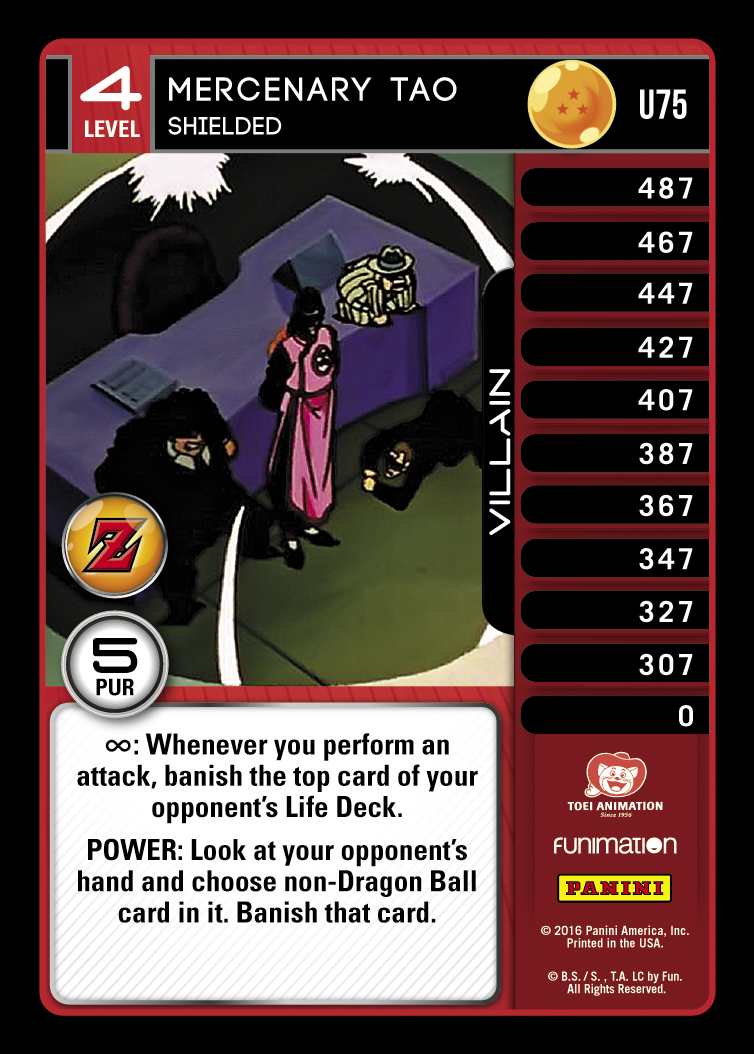 4
LEVEL
MERCENARY TAO
SHIELDED
U75
487
467
447
427
407
387
367
347
327
307
0
VILLAIN
Z
5
PUR
∞: Whenever you perform an
attack, banish the top card of your
opponent's Life Deck.
POWER: Look at your opponent's
hand and choose non-Dragon Ball
card in it. Banish that card.
TOEI ANIMATION
Since 1956
FUNIMATION
PANINI
© 2016 Panini America, Inc.
Printed in the USA.
© B.S. / S. , T.A. LC by Fun.
All Rights Reserved.